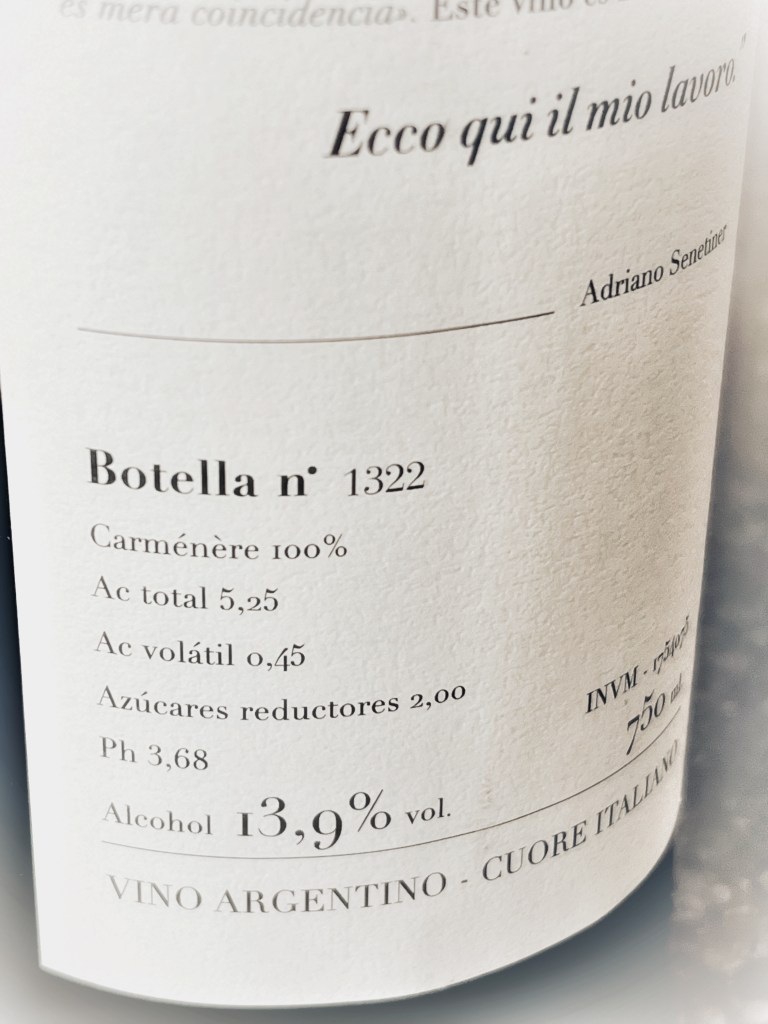 es mera coincidencia». Este vino es
Ecco qui il mio lavoro."
Adriano Senetiner
Botella n° 1322
Carménère 100%
Ac total 5,25
Ac volátil 0,45
Azúcares reductores 2,00
Ph 3,68
Alcohol 13,9% vol.
INVM -
750 ml.
VINO ARGENTINO - CUORE ITALIANO